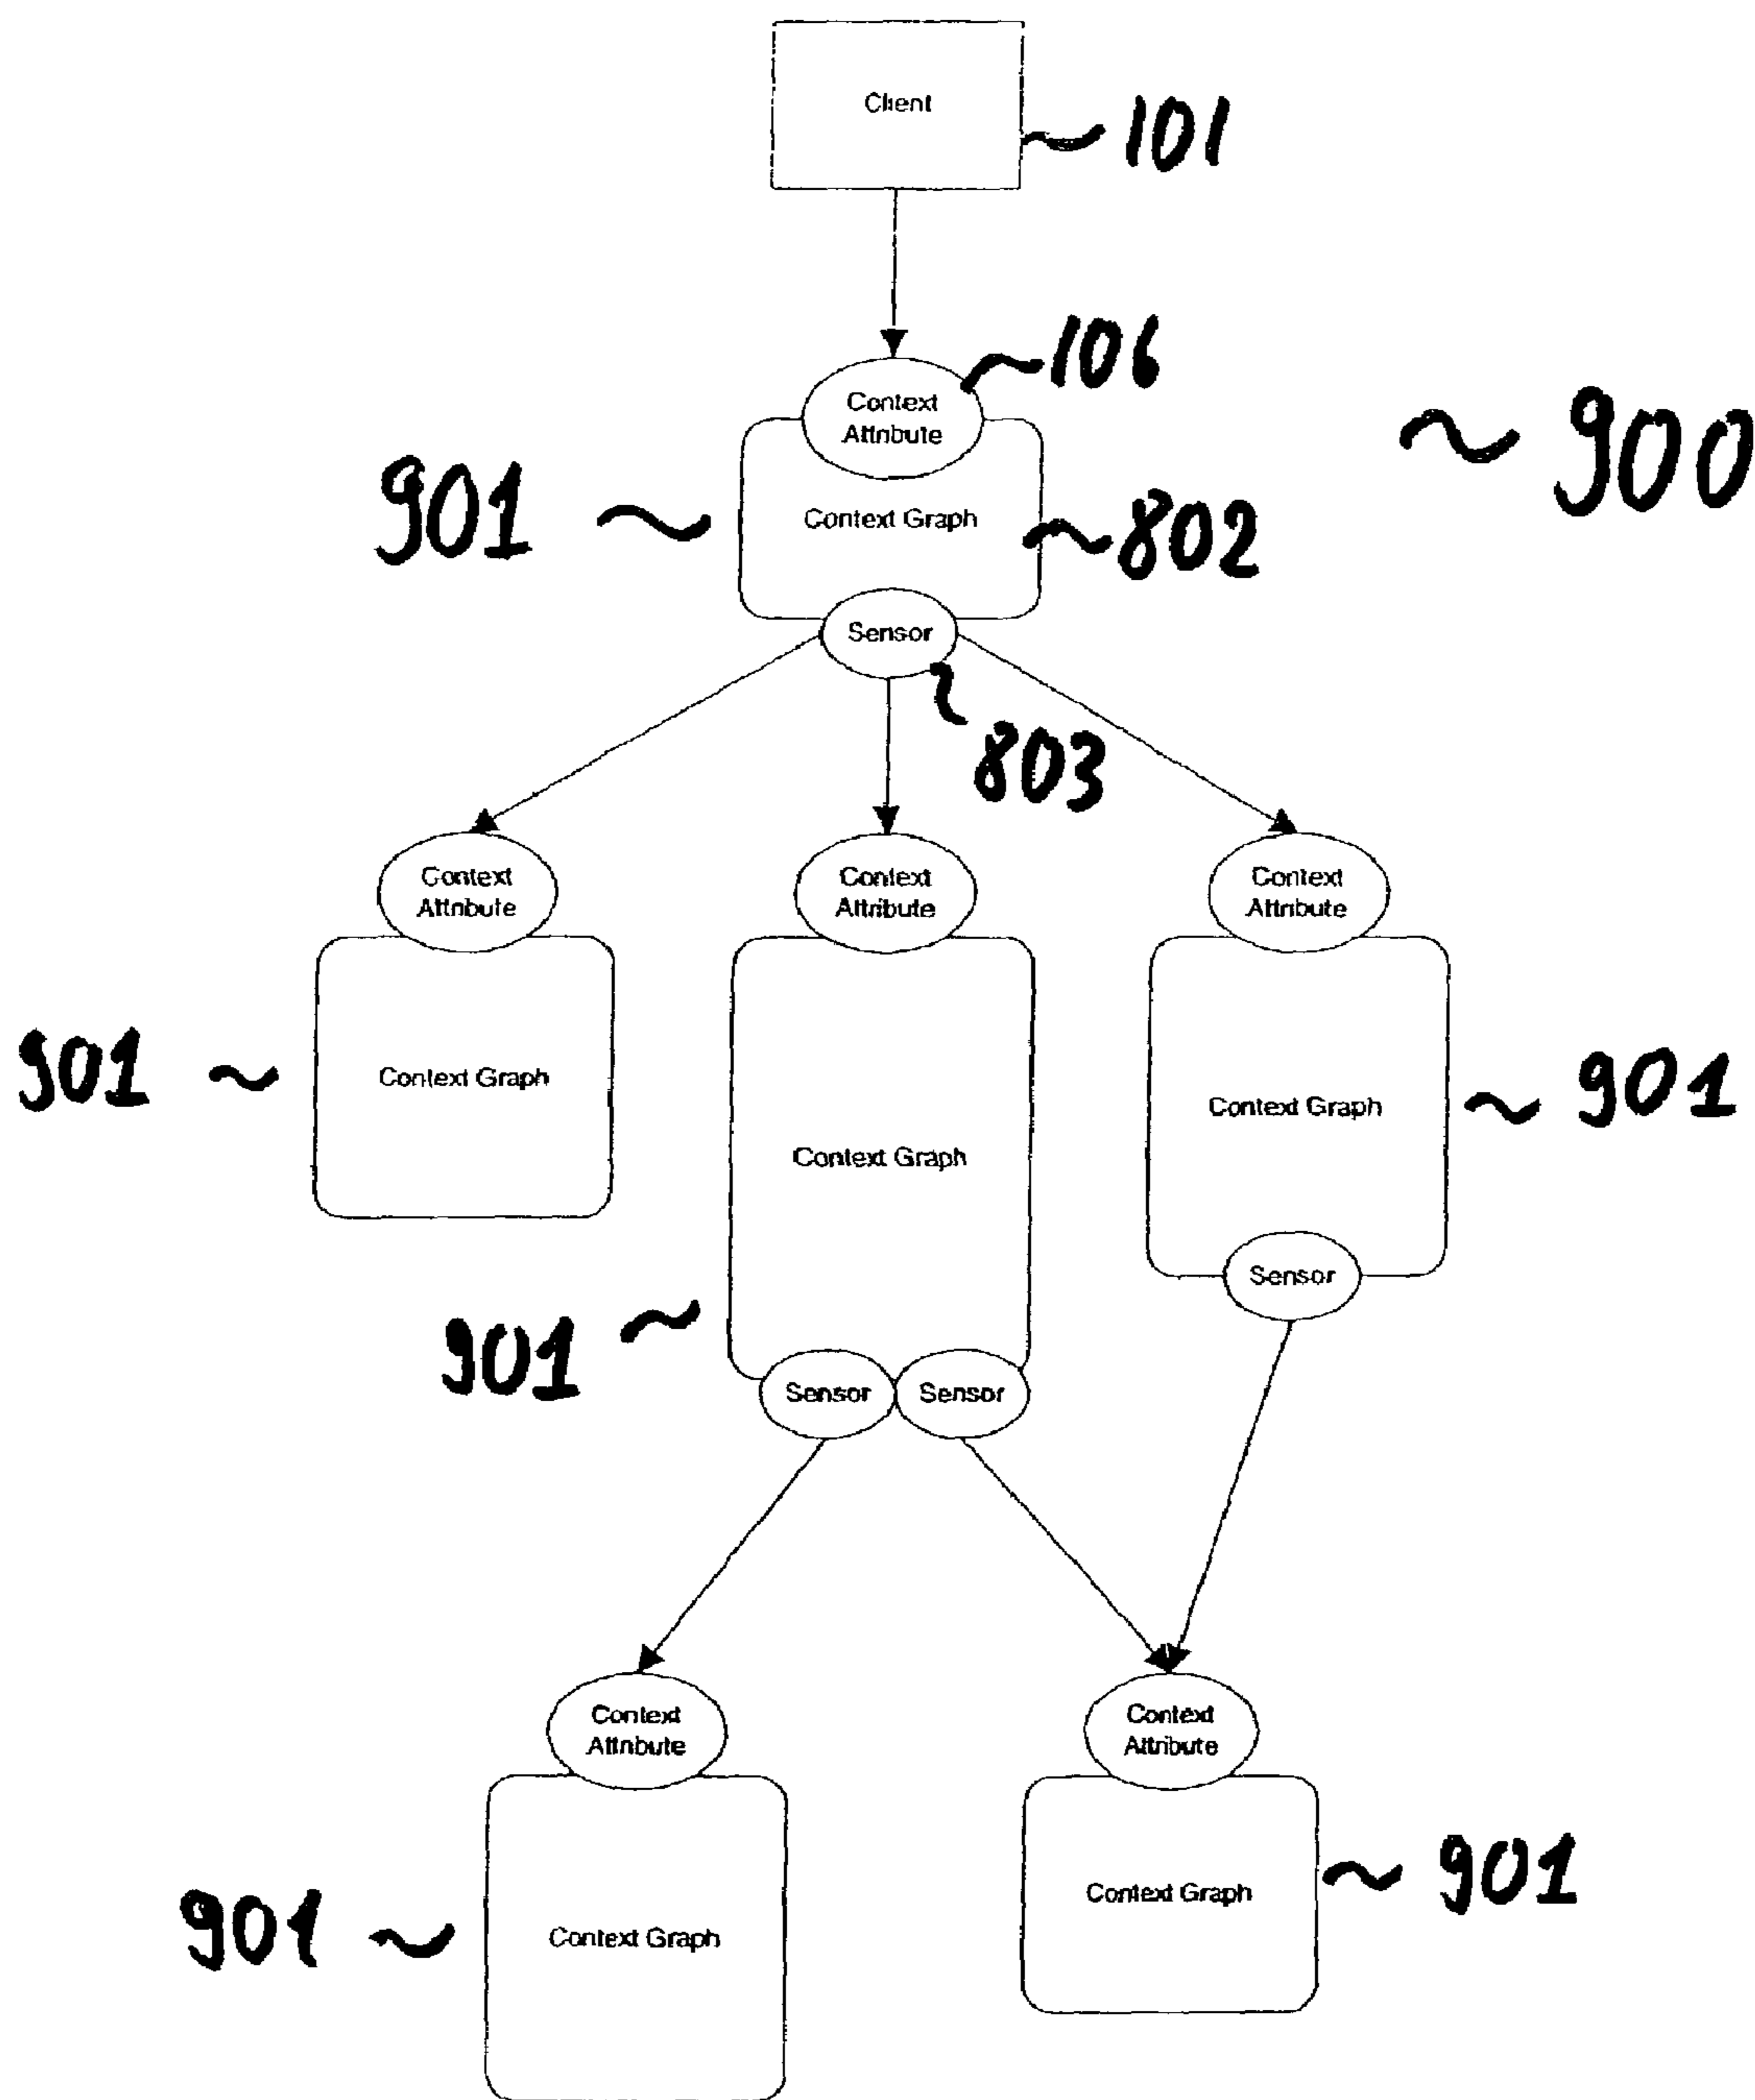 Client
~ 101
~106
Context
Attribute
~ 900
901 ~
Context Graph
~802
Sensor
~
803
Context
Attribute
Context
Attribute
Context
Attribute
901 ~
Context Graph
Context Graph
~ 901
Context Graph
Sensor
901 ~
Sensor
Sensor
Context
Attribute
Context
Attribute
Context Graph
~ 901
901 ~
Context Graph